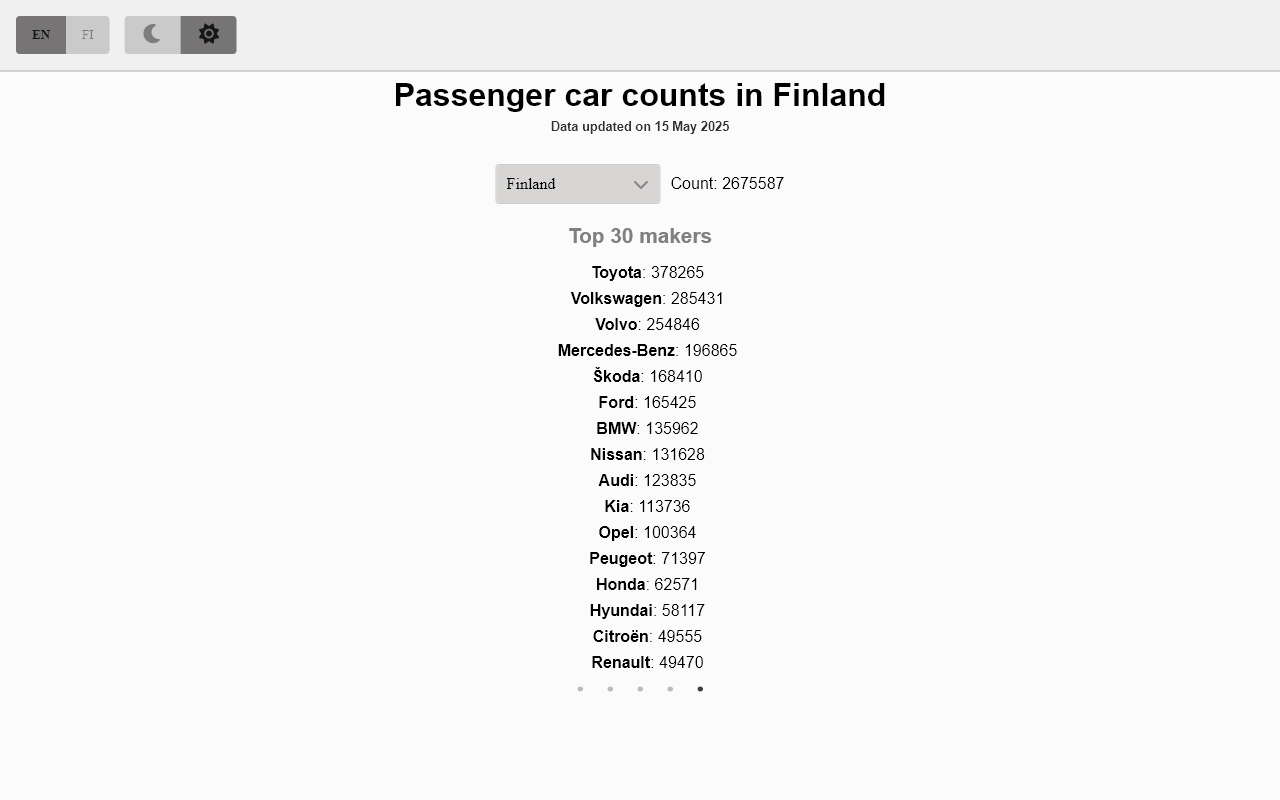 EN FI
Passenger car counts in Finland
Data updated on 15 May 2025
Finland Count: 2675587
Top 30 makers
Toyota: 378265
Volkswagen: 285431
Volvo: 254846
Mercedes-Benz: 196865
Škoda: 168410
Ford: 165425
BMW: 135962
Nissan: 131628
Audi: 123835
Kia: 113736
Opel: 100364
Peugeot: 71397
Honda: 62571
Hyundai: 58117
Citroën: 49555
Renault: 49470